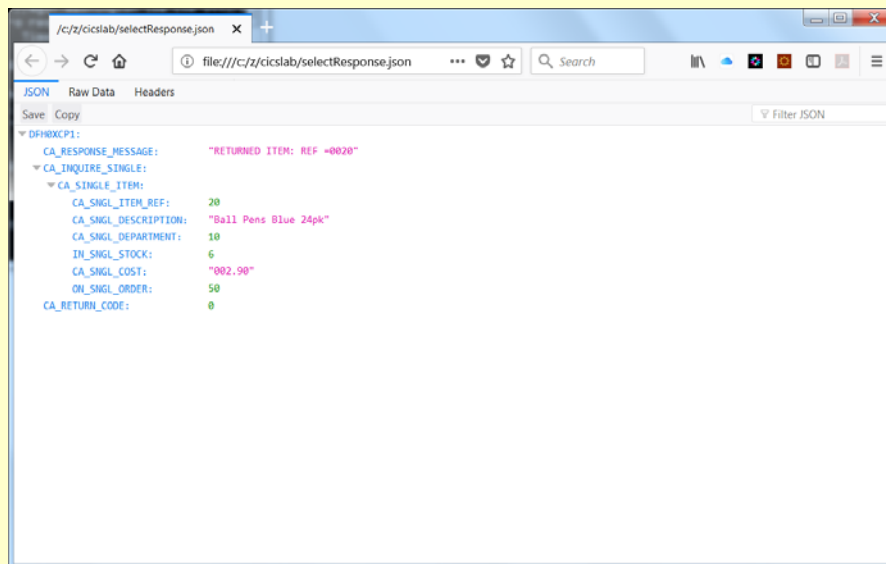 /c:/z/cicslab/selectResponse.json
file:///c:/z/cicslab/selectResponse.json
Search
JSON Raw Data Headers
Save Copy
Filter JSON
DFH0XCP1:
CA_RESPONSE_MESSAGE: "RETURNED ITEM: REF =0020"
CA_INQUIRE_SINGLE:
CA_SINGLE_ITEM:
CA_SNGL_ITEM_REF: 20
CA_SNGL_DESCRIPTION: "Ball Pens Blue 24pk"
CA_SNGL_DEPARTMENT: 10
IN_SNGL_STOCK: 6
CA_SNGL_COST: "002.90"
ON_SNGL_ORDER: 50
CA_RETURN_CODE: 0